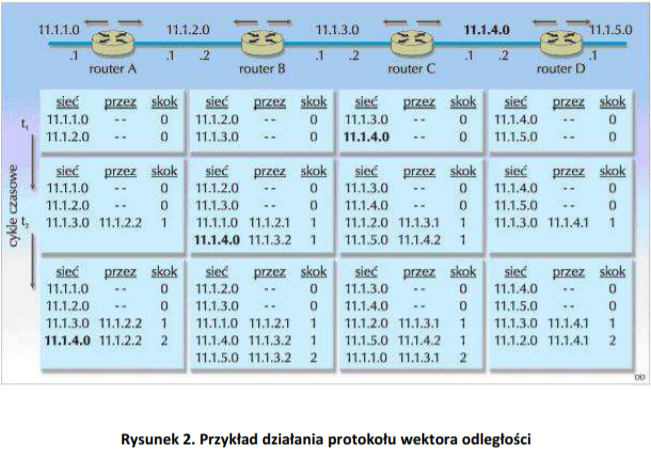 11.1.1.0 11.1.2.0 11.1.3.0 11.1.4.0 11.1.5.0
.1 .1 .2 .1 .2 .1 .2 .1
router A router B router C router D
cykle czasowe
t₁
sieć przez skok sieć przez skok sieć przez skok sieć przez skok
11.1.1.0 -- 0 11.1.2.0 -- 0 11.1.3.0 -- 0 11.1.4.0 -- 0
11.1.2.0 -- 0 11.1.3.0 -- 0 11.1.4.0 -- 0 11.1.5.0 -- 0
t₂
sieć przez skok sieć przez skok sieć przez skok sieć przez skok
11.1.1.0 -- 0 11.1.2.0 -- 0 11.1.3.0 -- 0 11.1.4.0 -- 0
11.1.2.0 -- 0 11.1.3.0 -- 0 11.1.4.0 -- 0 11.1.5.0 -- 0
11.1.3.0 11.1.2.2 1 11.1.1.0 11.1.2.1 1 11.1.2.0 11.1.3.1 1 11.1.3.0 11.1.4.1 1
11.1.4.0 11.1.3.2 1 11.1.5.0 11.1.4.2 1
sieć przez skok sieć przez skok sieć przez skok sieć przez skok
11.1.1.0 -- 0 11.1.2.0 -- 0 11.1.3.0 -- 0 11.1.4.0 -- 0
11.1.2.0 -- 0 11.1.3.0 -- 0 11.1.4.0 -- 0 11.1.5.0 -- 0
11.1.3.0 11.1.2.2 1 11.1.1.0 11.1.2.1 1 11.1.2.0 11.1.3.1 1 11.1.3.0 11.1.4.1 1
11.1.4.0 11.1.2.2 2 11.1.4.0 11.1.3.2 1 11.1.5.0 11.1.4.2 1 11.1.2.0 11.1.4.1 2
11.1.5.0 11.1.3.2 2 11.1.1.0 11.1.3.1 2
Rysunek 2. Przykład działania protokołu wektora odległości